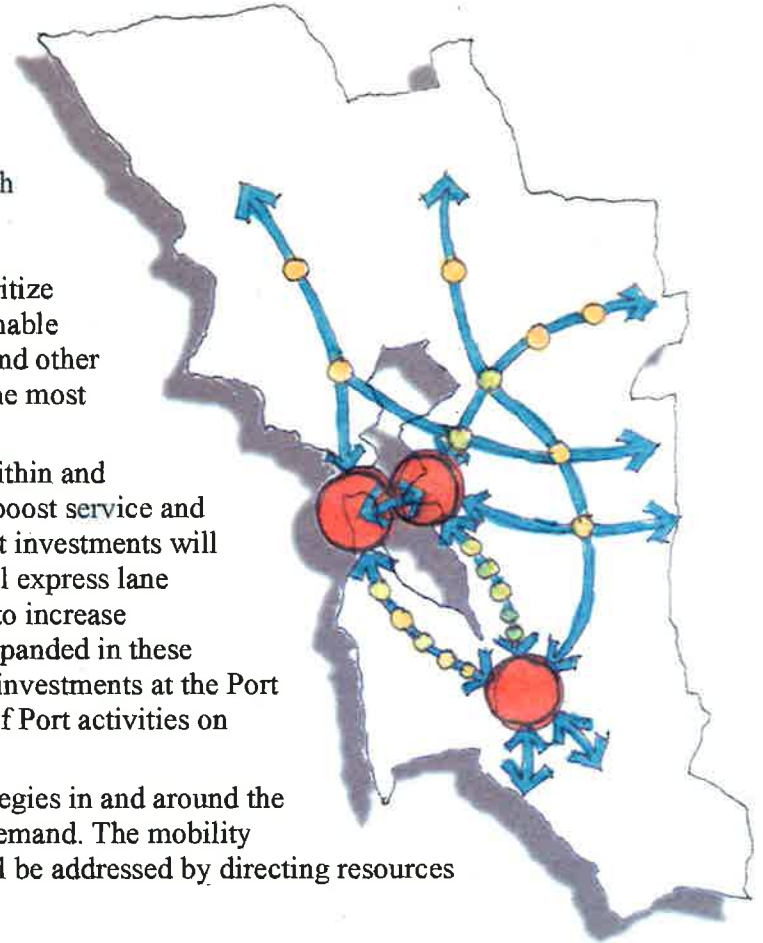 h
itize
nable
nd other
ne most
ithin and
boost service and
t investments will
l express lane
to increase
panded in these
investments at the Port
f Port activities on
egies in and around the
emand. The mobility
l be addressed by directing resources